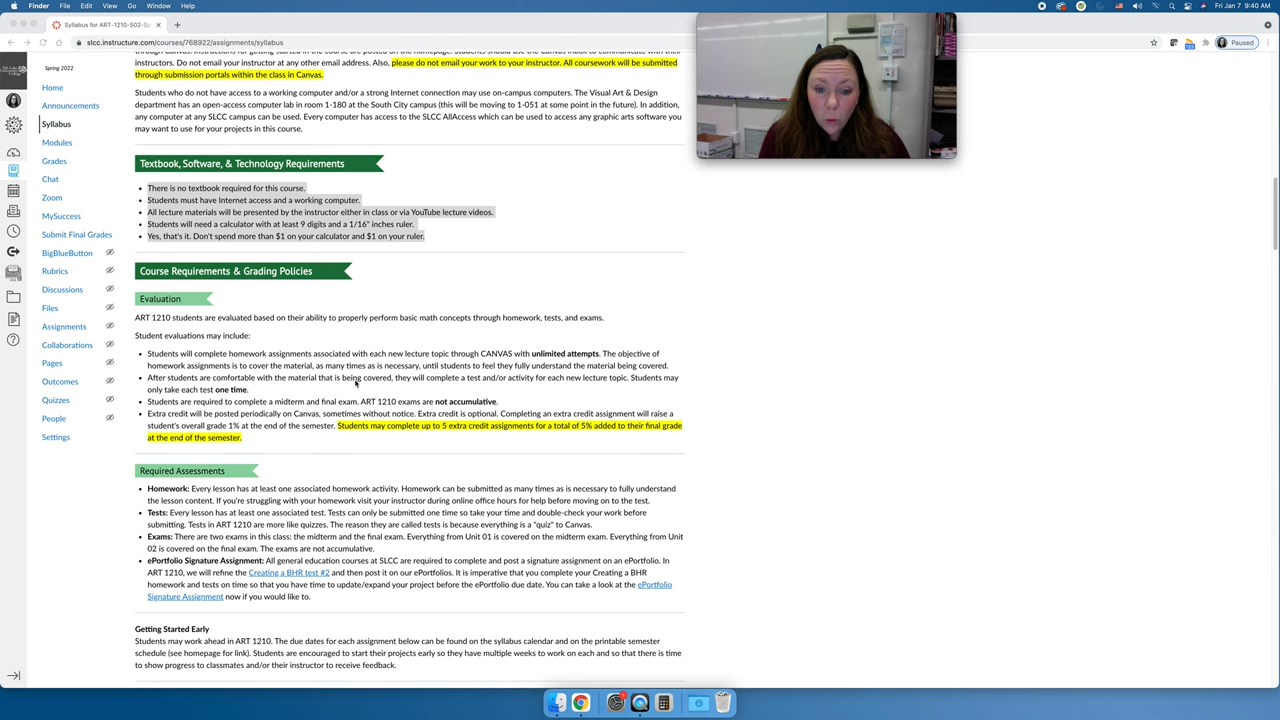 Finder File Edit View Go Window Help
Fri Jan 7 9:40 AM
Syllabus for ART-1210-502-S
slcc.instructure.com/courses/768922/assignments/syllabus
Paused
Spring 2022
Home
Announcements
Syllabus
Modules
Grades
Chat
Zoom
MySuccess
Submit Final Grades
BigBlueButton
Rubrics
Discussions
Files
Assignments
Collaborations
Pages
Outcomes
Quizzes
People
Settings
through Canvas. Instructions for getting started in the course are posted on the homepage. Students should use the Canvas inbox to communicate with their
instructors. Do not email your instructor at any other email address. Also, please do not email your work to your instructor. All coursework will be submitted
through submission portals within the class in Canvas.
Students who do not have access to a working computer and/or a strong Internet connection may use on-campus computers. The Visual Art & Design
department has an open-access computer lab in room 1-180 at the South City campus (this will be moving to 1-051 at some point in the future). In addition,
any computer at any SLCC campus can be used. Every computer has access to the SLCC AllAccess which can be used to access any graphic arts software you
may want to use for your projects in this course.
Textbook, Software, & Technology Requirements
• There is no textbook required for this course.
• Students must have Internet access and a working computer.
• All lecture materials will be presented by the instructor either in class or via YouTube lecture videos.
• Students will need a calculator with at least 9 digits and a 1/16" inches ruler.
• Yes, that's it. Don't spend more than $1 on your calculator and $1 on your ruler.
Course Requirements & Grading Policies
Evaluation
ART 1210 students are evaluated based on their ability to properly perform basic math concepts through homework, tests, and exams.
Student evaluations may include:
• Students will complete homework assignments associated with each new lecture topic through CANVAS with unlimited attempts. The objective of
homework assignments is to cover the material, as many times as is necessary, until students to feel they fully understand the material being covered.
• After students are comfortable with the material that is being covered, they will complete a test and/or activity for each new lecture topic. Students may
only take each test one time.
• Students are required to complete a midterm and final exam. ART 1210 exams are not accumulative.
• Extra credit will be posted periodically on Canvas, sometimes without notice. Extra credit is optional. Completing an extra credit assignment will raise a
student's overall grade 1% at the end of the semester. Students may complete up to 5 extra credit assignments for a total of 5% added to their final grade
at the end of the semester.
Required Assessments
• Homework: Every lesson has at least one associated homework activity. Homework can be submitted as many times as is necessary to fully understand
the lesson content. If you're struggling with your homework visit your instructor during online office hours for help before moving on to the test.
• Tests: Every lesson has at least one associated test. Tests can only be submitted one so take your time and double-check your work before
submitting. Tests in ART 1210 are more like quizzes. The reason they are called tests is because everything is a "quiz" to Canvas.
• Exams: There are two exams in this class: the midterm and the final exam. Everything from Unit 01 is covered on the midterm exam. Everything from Unit
02 is covered on the final exam. The exams are not accumulative.
• ePortfolio Signature Assignment: All general education courses at SLCC are required to complete and post a signature assignment on an ePortfolio. In
ART 1210, we will refine the Creating a BHR test #2 and then post it on our ePortfolios. It is imperative that you complete your Creating a BHR
homework and tests on time so that you have time to update/expand your project before the ePortfolio due date. You can take a look at the ePortfolio
Signature Assignment now if you would like to.
Getting Started Early
Students may work ahead in ART 1210. The due dates for each assignment below can be found on the syllabus calendar and on the printable semester
schedule (see homepage for link). Students are encouraged to start their projects early so they have multiple weeks to work on each and so that there is time
to show progress to classmates and/or their instructor to receive feedback.